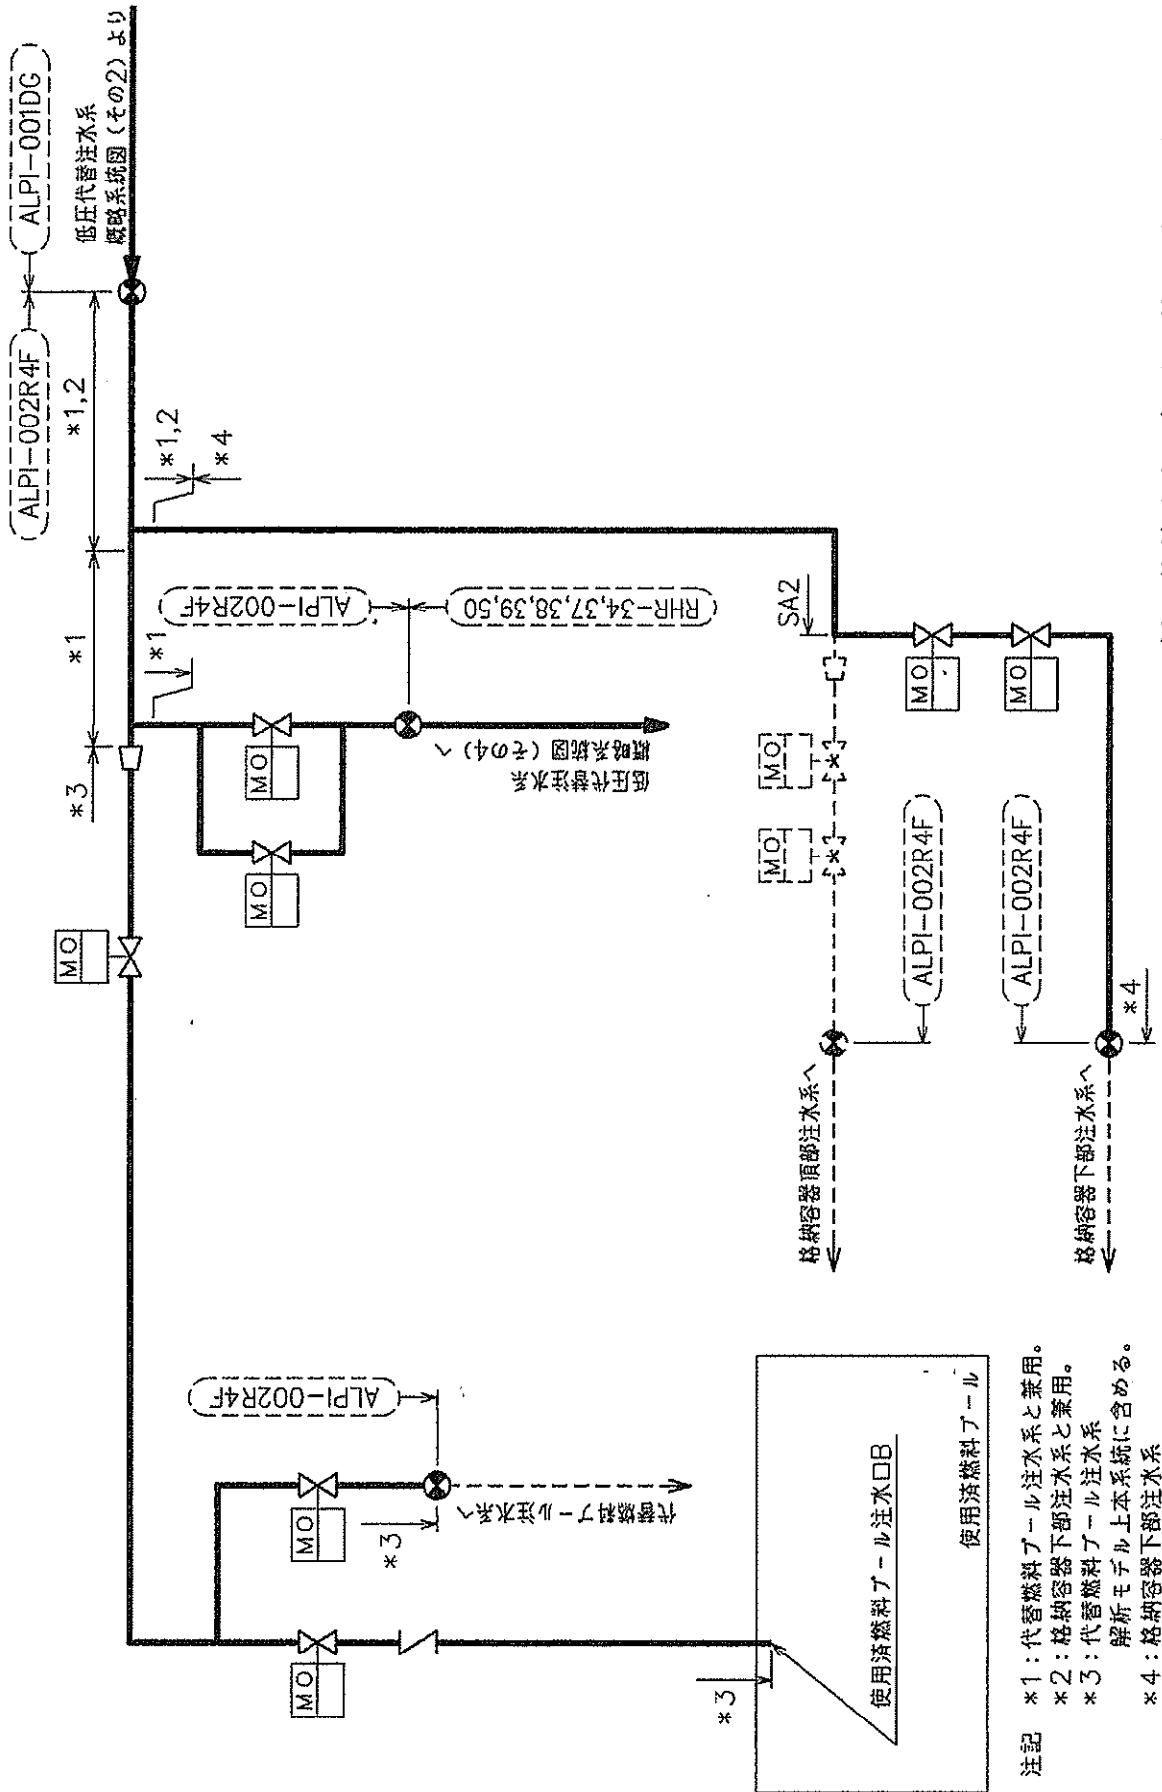 ALPI-001DG
ALPI-002R4F
低圧代替注水系
概略系統図(その2)より
*1,2
*1,2
*4
*1
*1
*3
ALPI-002R4F
RHR-34,37,38,39,50
MO
MO
MO
低圧代替注水系
概略系統図(その4)へ
SA2
MO
MO
MO
MO
ALPI-002R4F
ALPI-002R4F
*4
格納容器頂部注水系へ
格納容器下部注水系へ
ALPI-002R4F
MO
MO
*3
代替燃料プール注水系へ
*3
使用済燃料プール注水口B
使用済燃料プール
注記 *1:代替燃料プール注水系と兼用。
*2:格納容器下部注水系と兼用。
*3:代替燃料プール注水系
解析モデル上本系統に含める。
*4:格納容器下部注水系